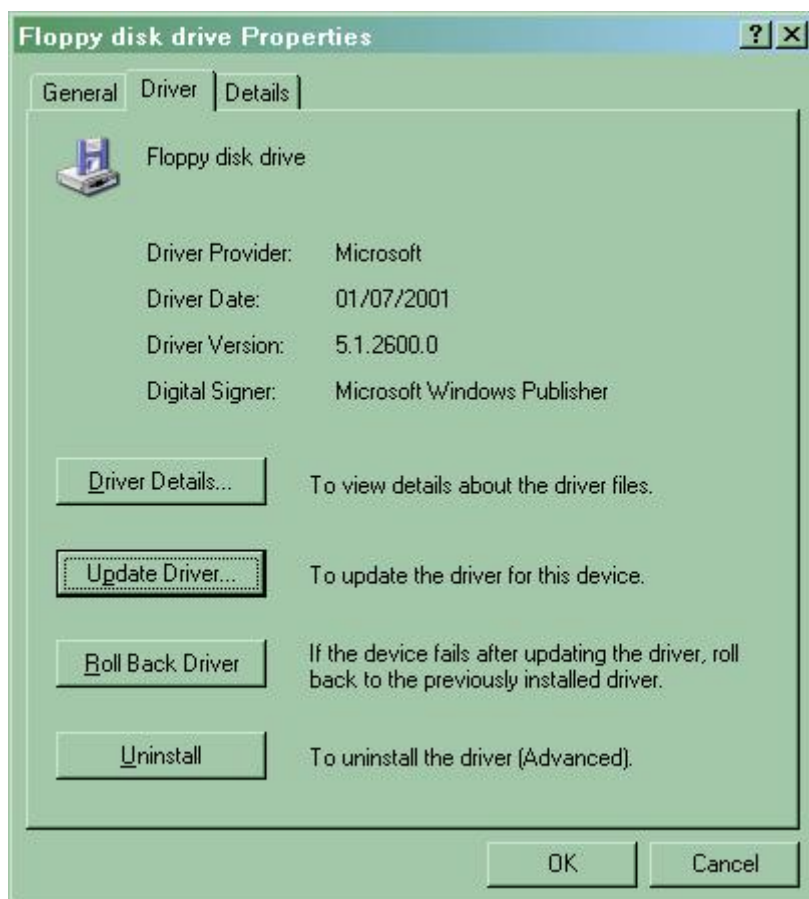 Floppy disk drive Properties
General Driver Details
Floppy disk drive
Driver Provider: Microsoft
Driver Date: 01/07/2001
Driver Version: 5.1.2600.0
Digital Signer: Microsoft Windows Publisher
Driver Details... To view details about the driver files.
Update Driver... To update the driver for this device.
Roll Back Driver If the device fails after updating the driver, roll
back to the previously installed driver.
Uninstall To uninstall the driver (Advanced).
OK Cancel